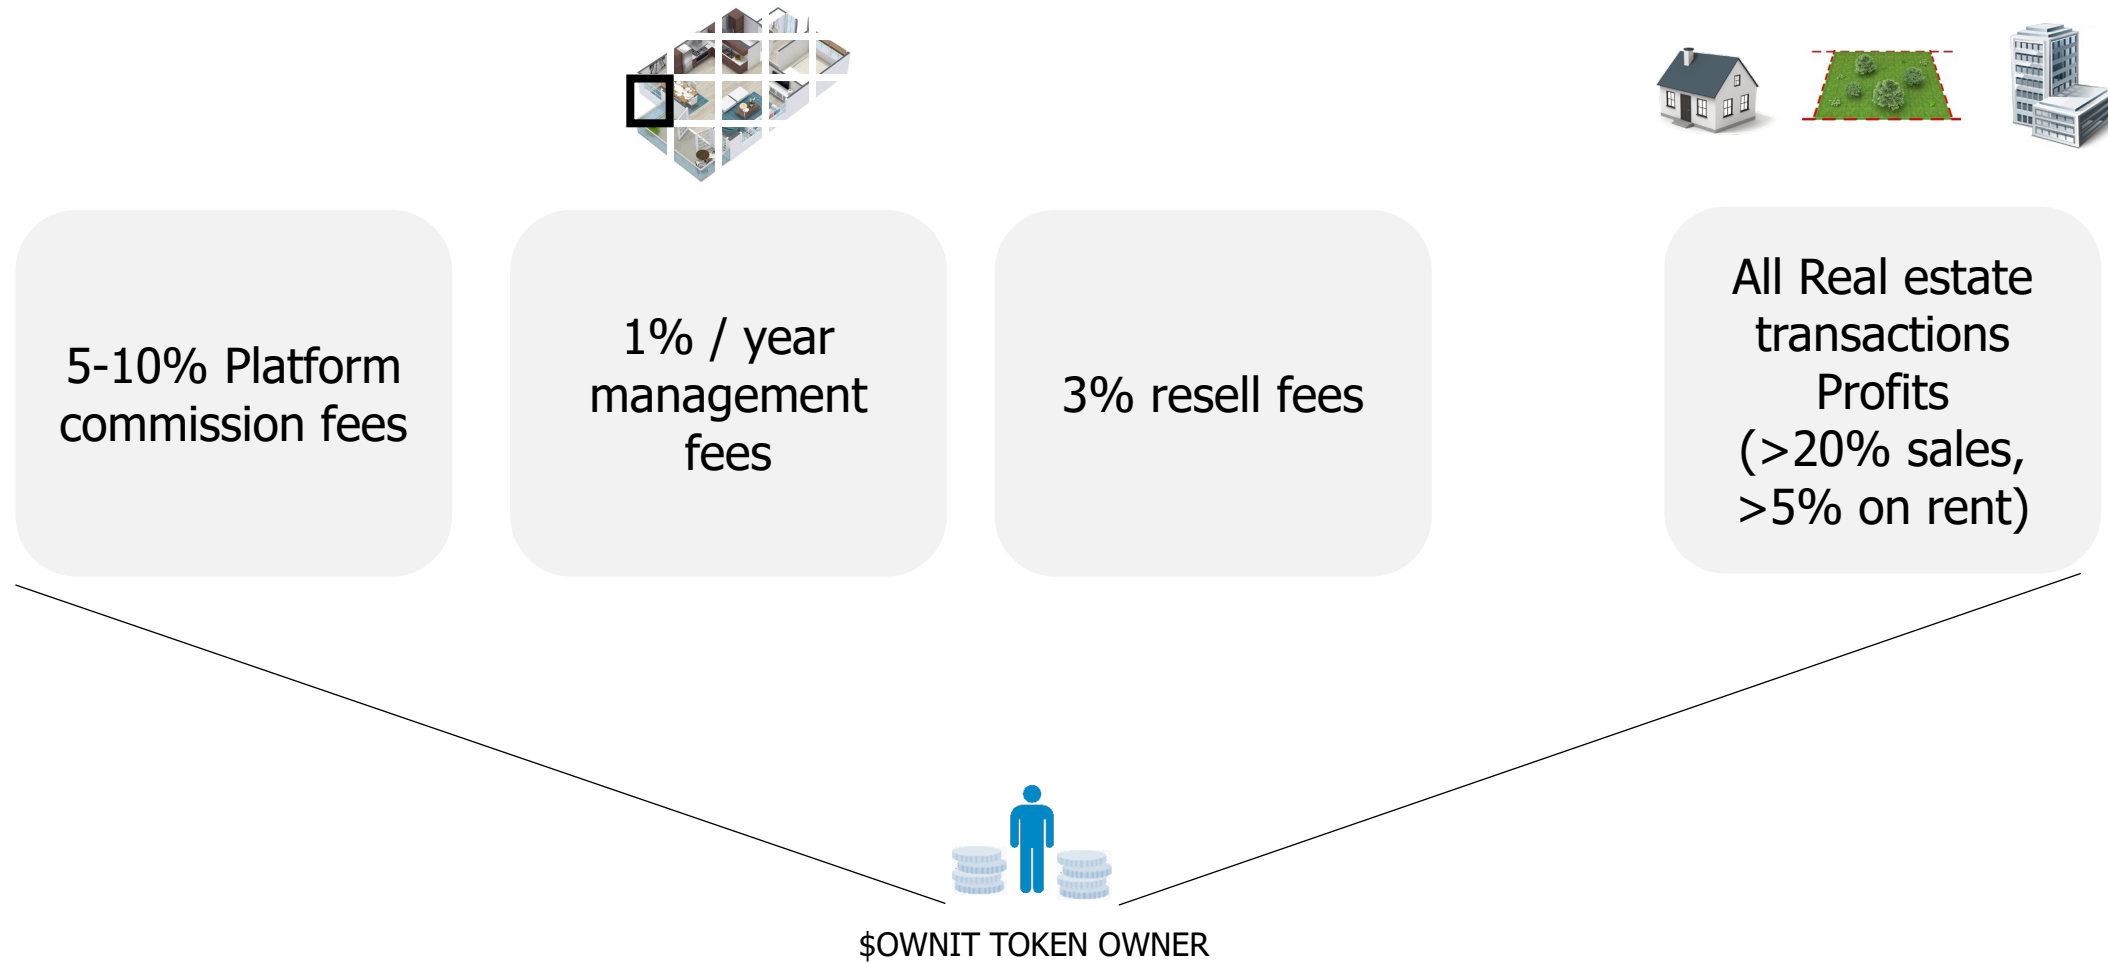 5-10% Platform
commission fees
1% / year
management
fees
3% resell fees
All Real estate
transactions
Profits
(>20% sales,
>5% on rent)
$OWNIT TOKEN OWNER